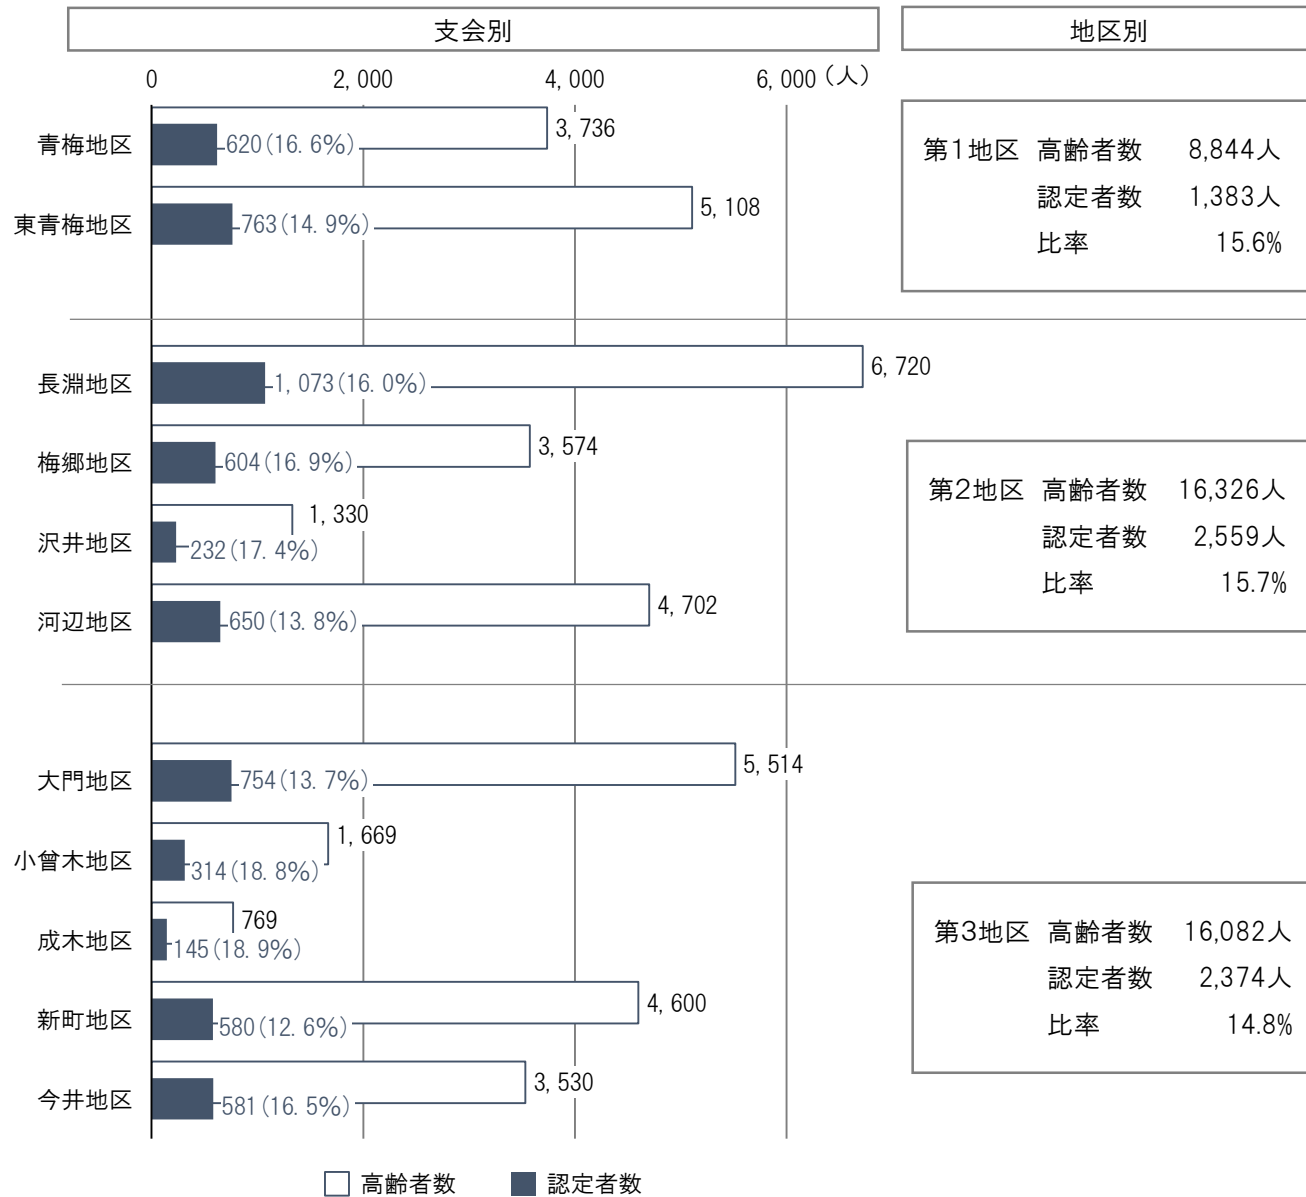 支会別
地区別
0 2,000 4,000 6,000 (人)
青梅地区 620(16.6%) 3,736
東青梅地区 763(14.9%) 5,108
第1地区 高齢者数 8,844人
認定者数 1,383人
比率 15.6%
長淵地区 1,073(16.0%) 6,720
梅郷地区 604(16.9%) 3,574
沢井地区 232(17.4%) 1,330
河辺地区 650(13.8%) 4,702
第2地区 高齢者数 16,326人
認定者数 2,559人
比率 15.7%
大門地区 754(13.7%) 5,514
小曾木地区 314(18.8%) 1,669
成木地区 145(18.9%) 769
新町地区 580(12.6%) 4,600
今井地区 581(16.5%) 3,530
第3地区 高齢者数 16,082人
認定者数 2,374人
比率 14.8%
高齢者数 認定者数